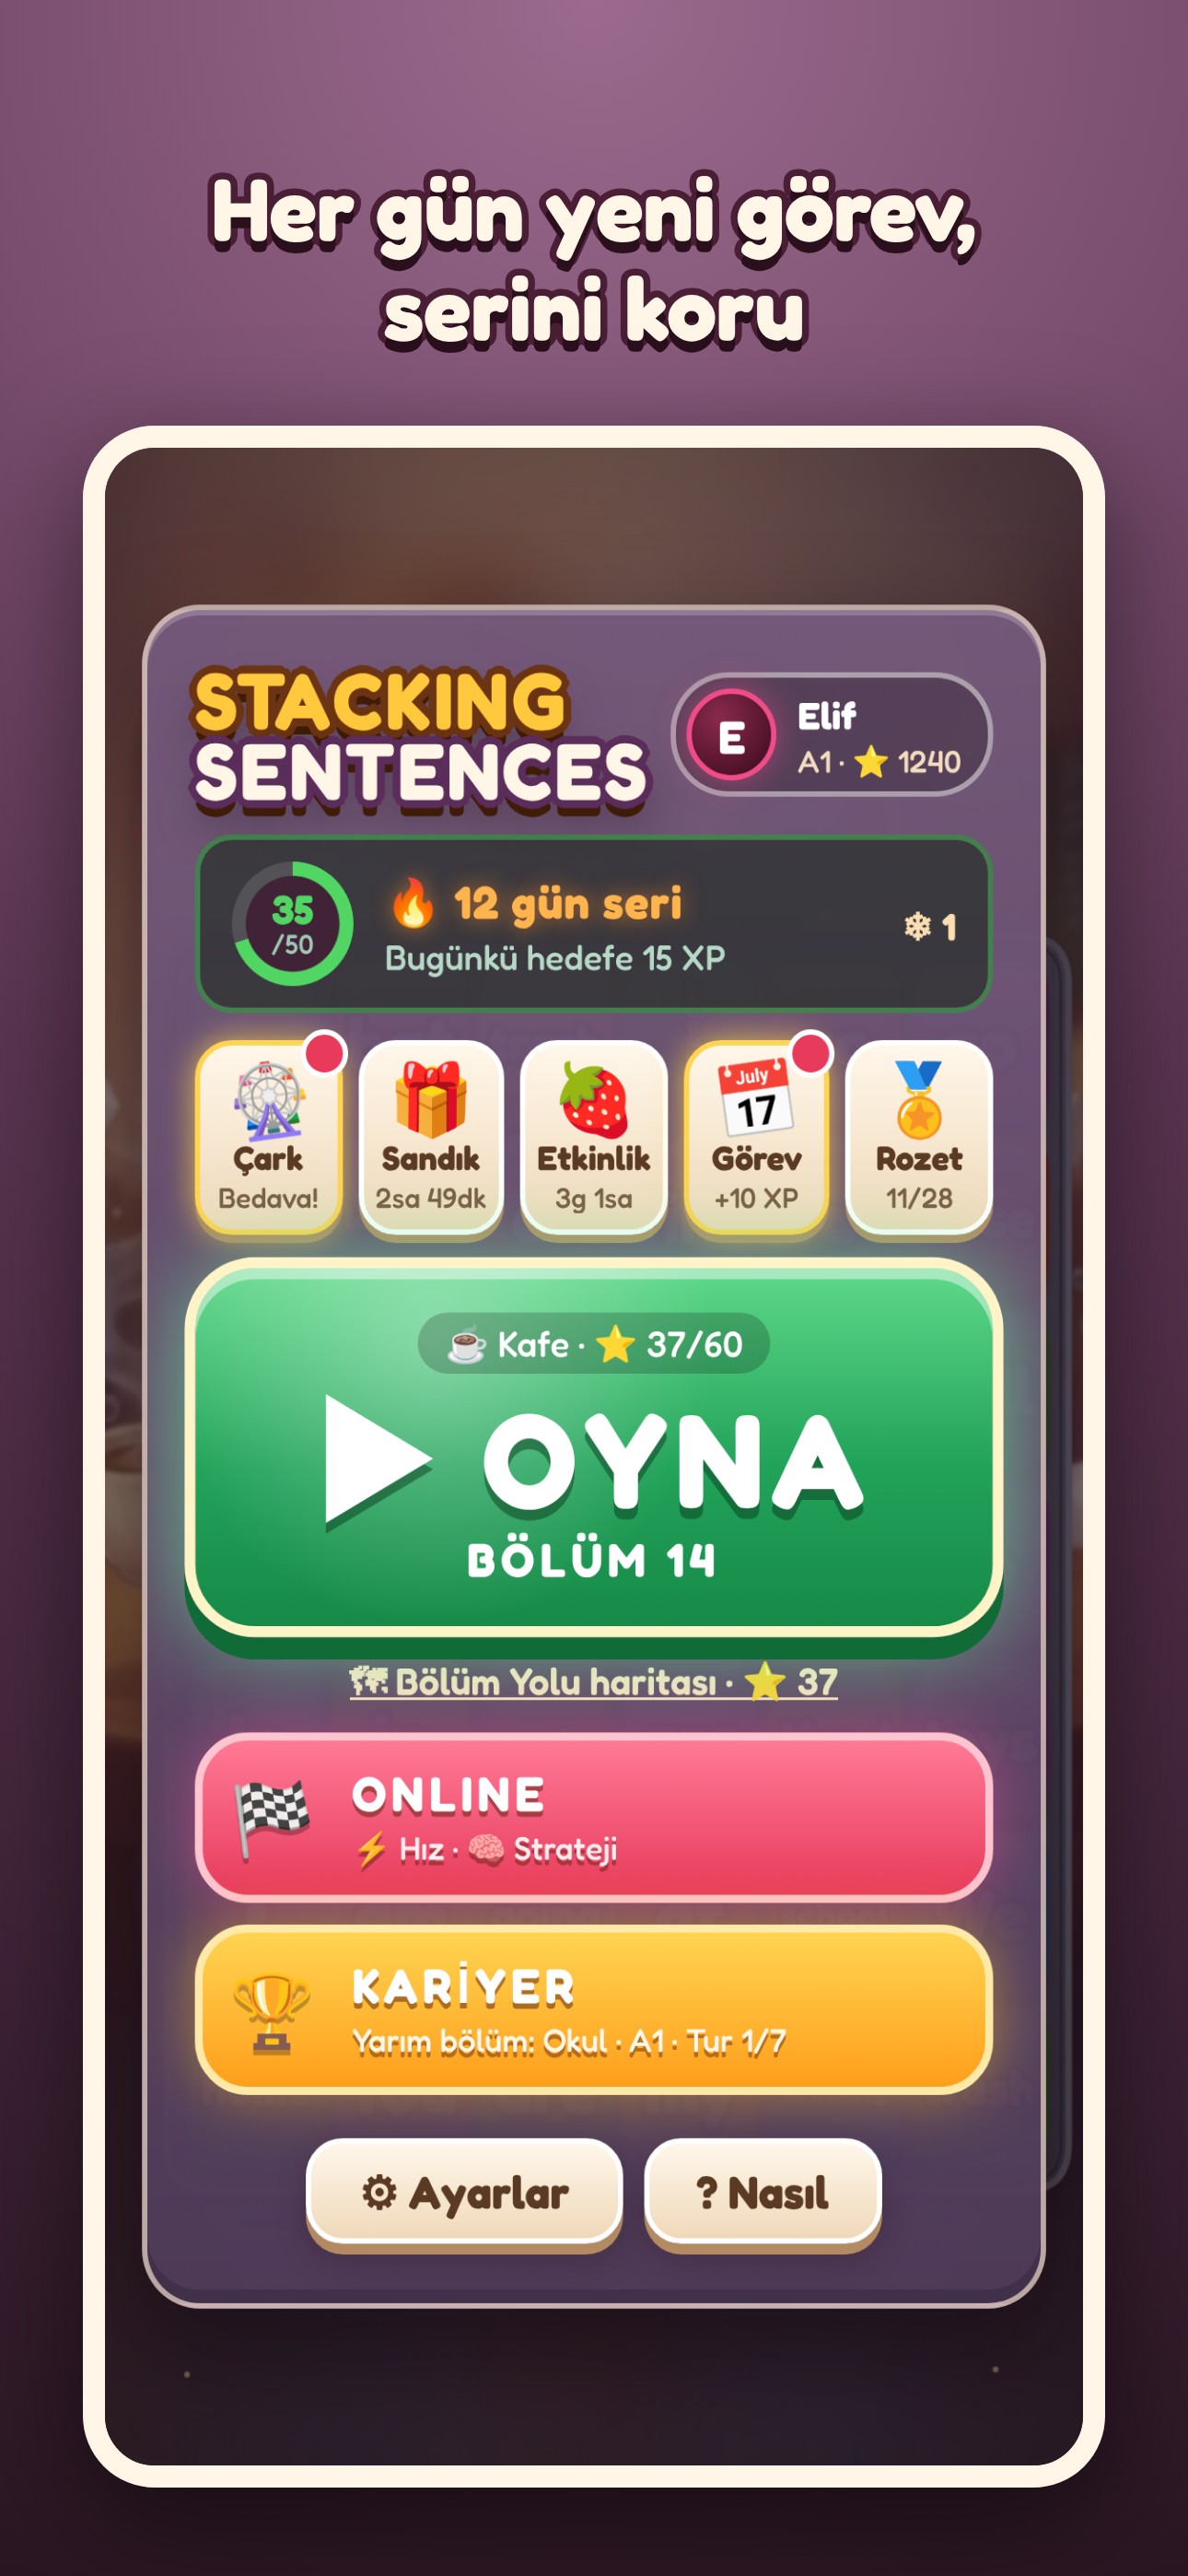 Her gün yeni görev,
serini koru
STACKING
SENTENCES
E
Elif
A1 · ⭐ 1240
35
/50
🔥 12 gün seri
Bugünkü hedefe 15 XP
❄ 1
July
17
Çark
Bedava!
Sandık
2sa 49dk
Etkinlik
3g 1sa
Görev
+10 XP
Rozet
11/28
☕ Kafe · ⭐ 37/60
▶ OYNA
BÖLÜM 14
🗺 Bölüm Yolu haritası · ⭐ 37
ONLINE
⚡ Hız · 🧠 Strateji
KARİYER
Yarım bölüm: Okul · A1 · Tur 1/7
⚙ Ayarlar
? Nasıl